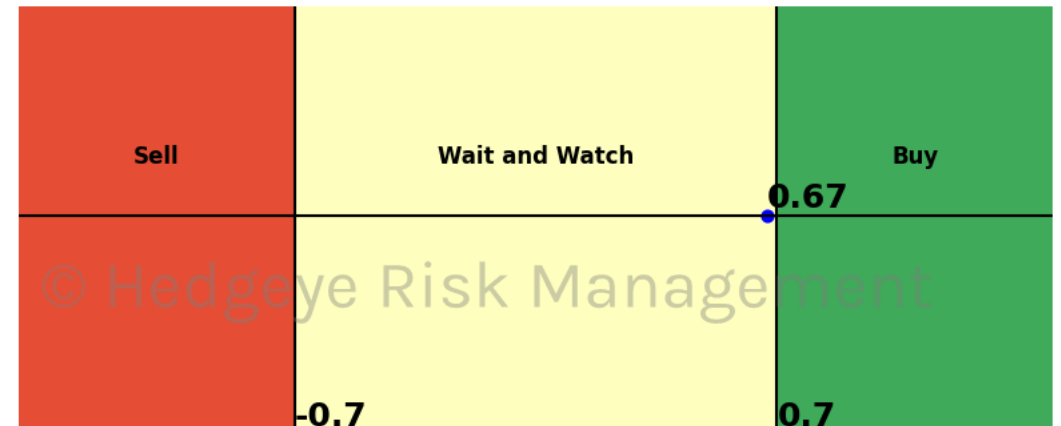 Sell
Wait and Watch
Buy
0.67
© Hedgeye Risk Management
-0.7
0.7